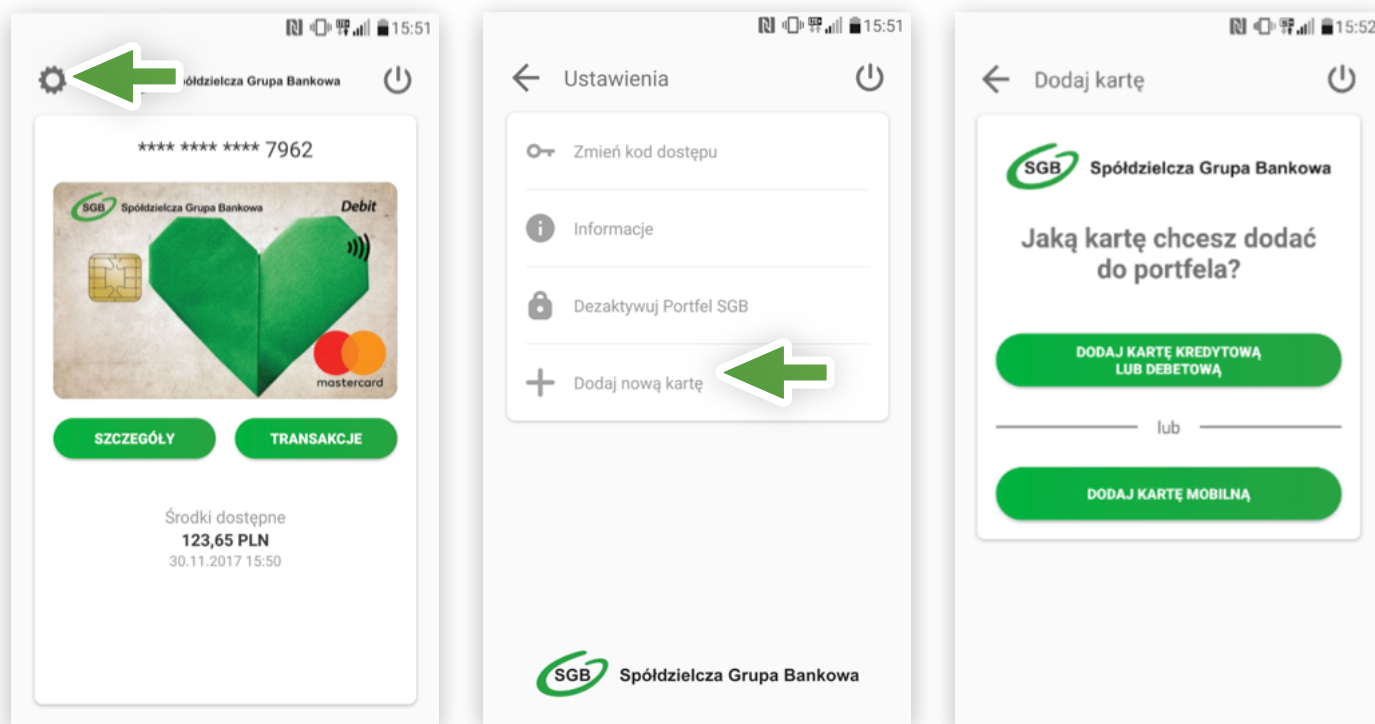 15:51
Spółdzielcza Grupa Bankowa
**** **** **** 7962
SGB Spółdzielcza Grupa Bankowa Debit
mastercard
SZCZEGÓŁY TRANSAKCJE
Środki dostępne
123,65 PLN
30.11.2017 15:50
15:51
Ustawienia
Zmień kod dostępu
Informacje
Dezaktywuj Portfel SGB
Dodaj nową kartę
SGB Spółdzielcza Grupa Bankowa
15:52
Dodaj kartę
SGB Spółdzielcza Grupa Bankowa
Jaką kartę chcesz dodać
do portfela?
DODAJ KARTĘ KREDYTOWĄ
LUB DEBETOWĄ
lub
DODAJ KARTĘ MOBILNĄ